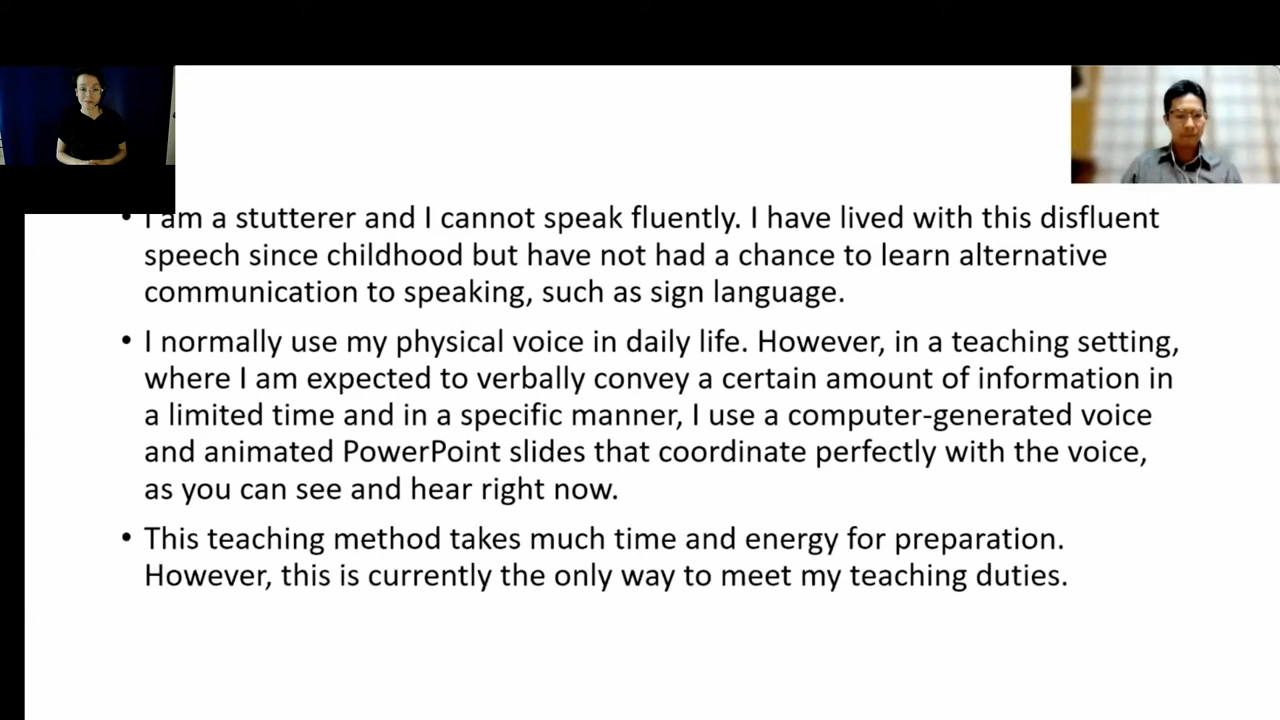 • I am a stutterer and I cannot speak fluently. I have lived with this disfluent
speech since childhood but have not had a chance to learn alternative
communication to speaking, such as sign language.
• I normally use my physical voice in daily life. However, in a teaching setting,
where I am expected to verbally convey a certain amount of information in
a limited time and in a specific manner, I use a computer-generated voice
and animated PowerPoint slides that coordinate perfectly with the voice,
as you can see and hear right now.
• This teaching method takes much time and energy for preparation.
However, this is currently the only way to meet my teaching duties.